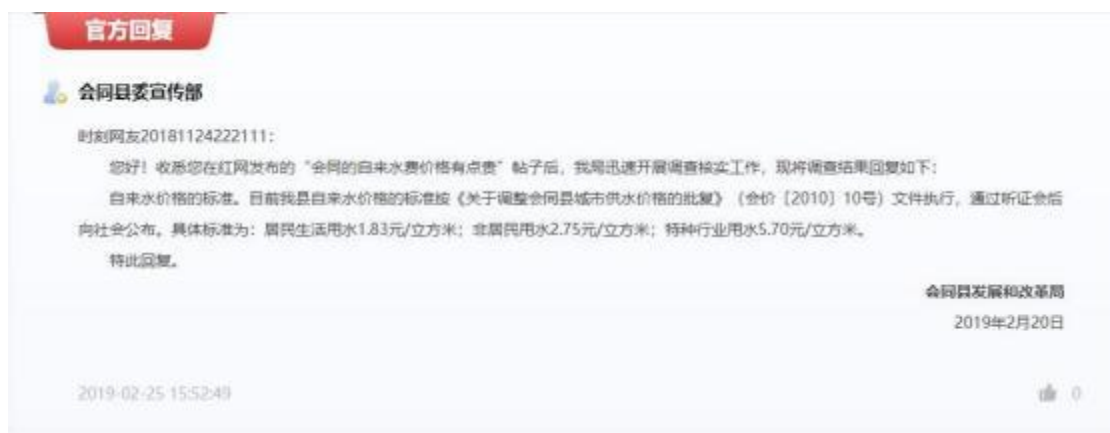 官方回复
会同县委宣传部
时刻网友20181124222111：
您好！收悉您在红网发布的“会同的自来水费价格有点贵”帖子后，我局迅速开展调查核实工作，现将调查结果回复如下：
自来水价格的标准。目前我县自来水价格的标准按《关于调整会同县城市供水价格的批复》（会价［2010］10号）文件执行，通过听证会后
向社会公布。具体标准为：居民生活用水1.83元/立方米；非居民用水2.75元/立方米；特种行业用水5.70元/立方米。
特此回复。
会同县发展和改革局
2019年2月20日
2019-02-25 15:52:49
0